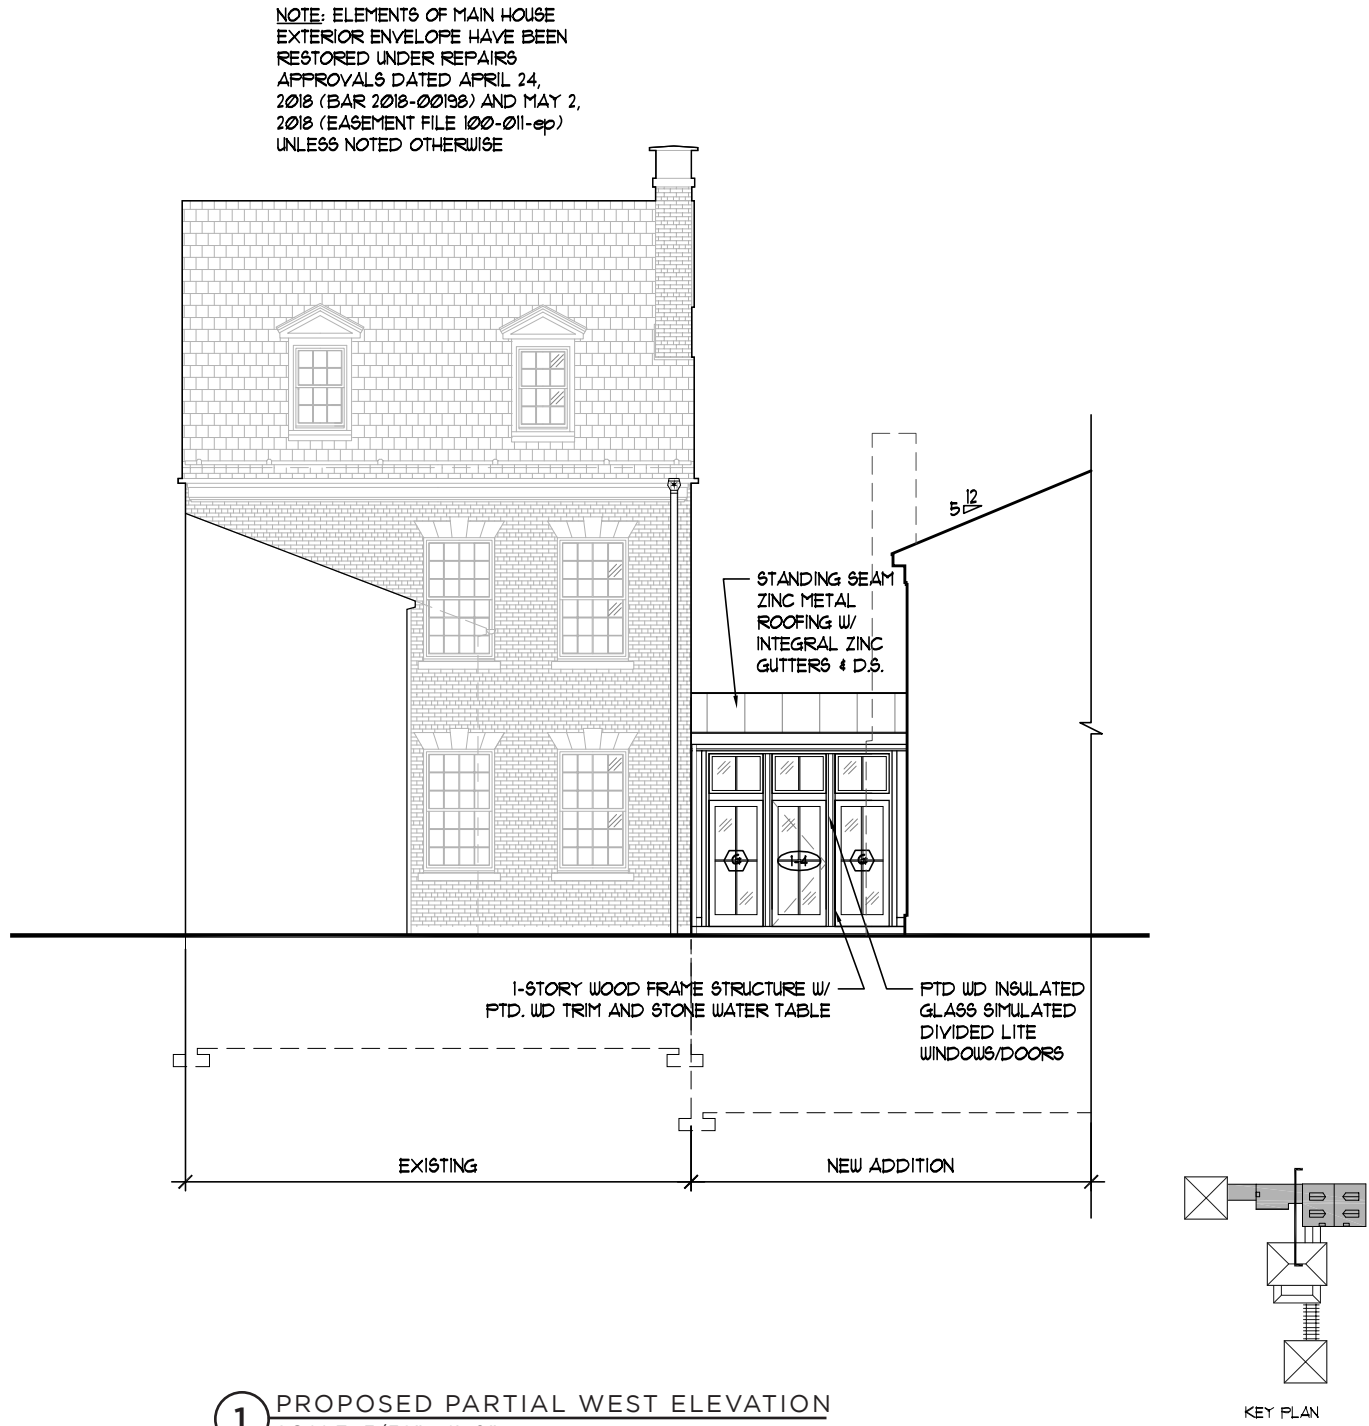 NOTE: ELEMENTS OF MAIN HOUSE
EXTERIOR ENVELOPE HAVE BEEN
RESTORED UNDER REPAIRS
APPROVALS DATED APRIL 24,
2018 (BAR 2018-00198) AND MAY 2,
2018 (EASEMENT FILE 100-011-ep)
UNLESS NOTED OTHERWISE
12
5
STANDING SEAM
ZINC METAL
ROOFING W/
INTEGRAL ZINC
GUTTERS & D.S.
G
1-4
G
1-STORY WOOD FRAME STRUCTURE W/
PTD. WD TRIM AND STONE WATER TABLE
PTD WD INSULATED
GLASS SIMULATED
DIVIDED LITE
WINDOWS/DOORS
EXISTING
NEW ADDITION
KEY PLAN
1
PROPOSED PARTIAL WEST ELEVATION